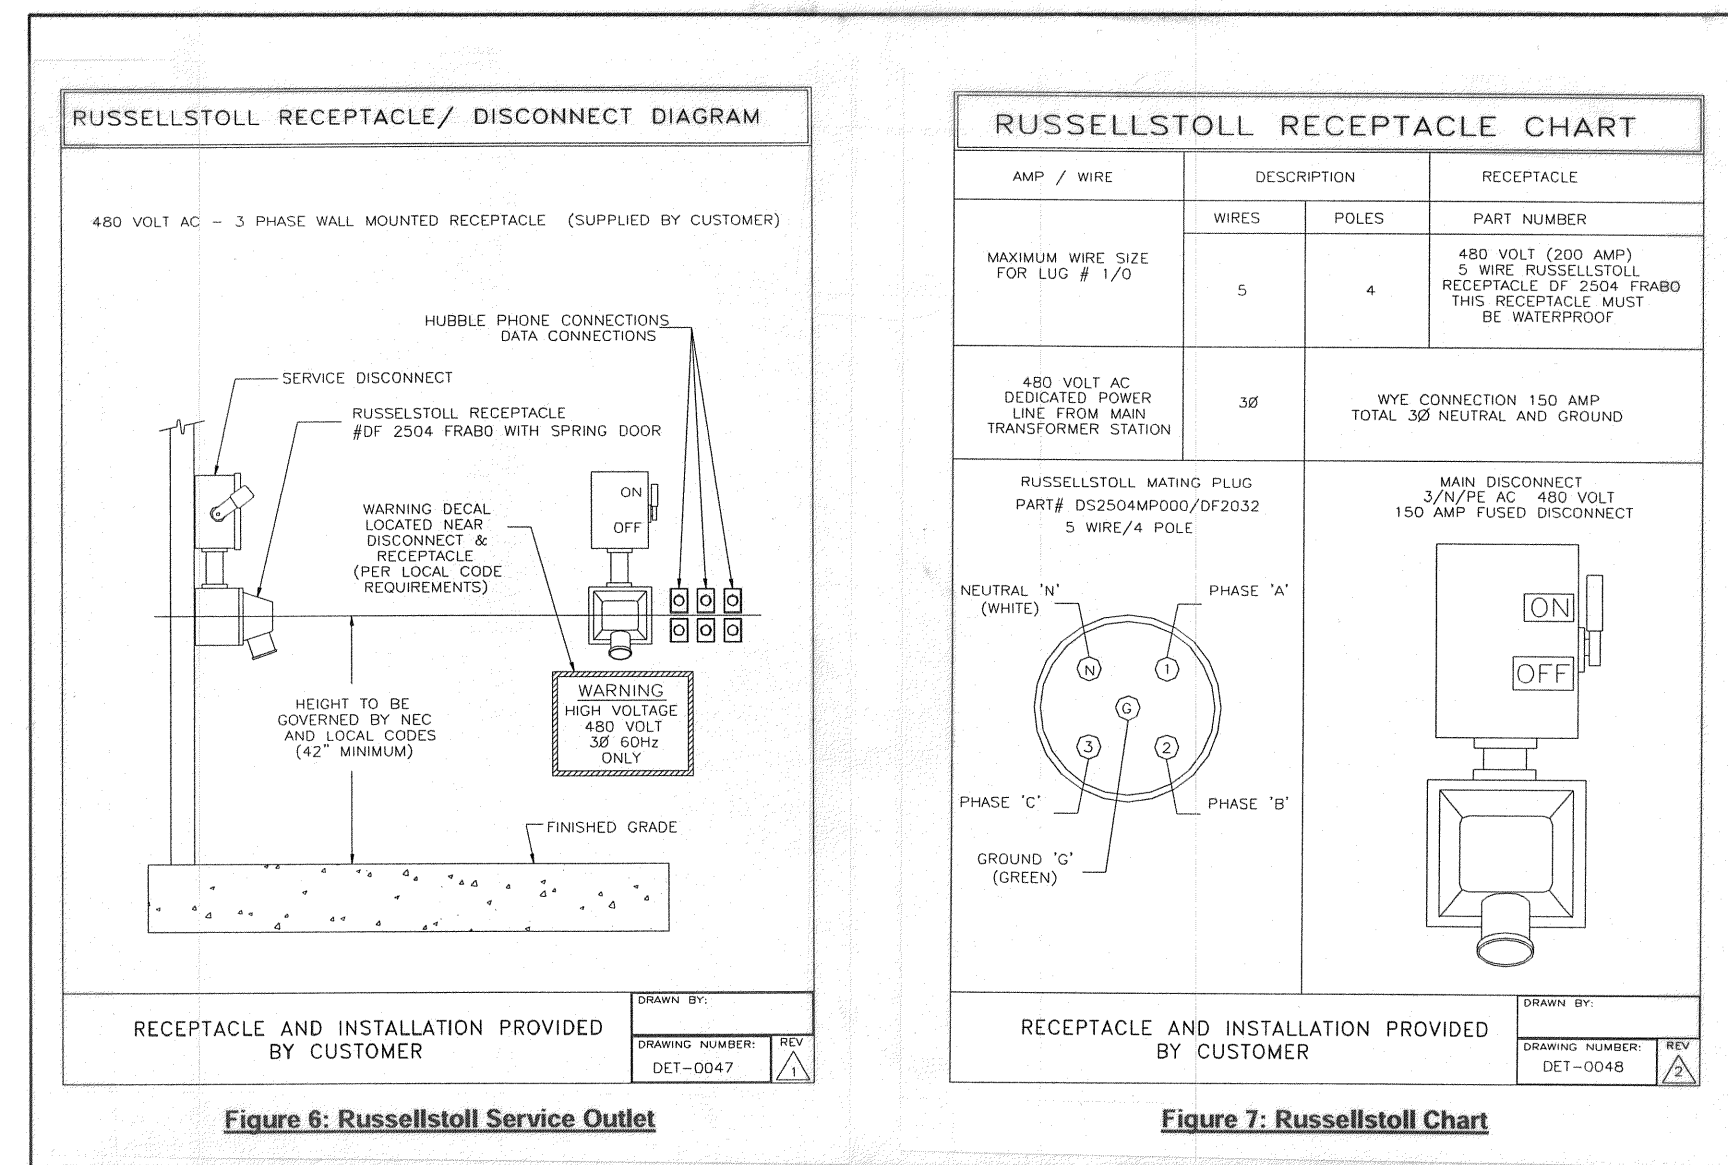 RUSSELLSTOLL RECEPTACLE/ DISCONNECT DIAGRAM
480 VOLT AC - 3 PHASE WALL MOUNTED RECEPTACLE (SUPPLIED BY CUSTOMER)
HUBBLE PHONE CONNECTIONS
DATA CONNECTIONS
SERVICE DISCONNECT
RUSSELSTOLL RECEPTACLE
#DF 2504 FRAB0 WITH SPRING DOOR
WARNING DECAL
LOCATED NEAR
DISCONNECT &
RECEPTACLE
(PER LOCAL CODE
REQUIREMENTS)
ON
OFF
WARNING
HIGH VOLTAGE
480 VOLT
3Ø 60Hz
ONLY
HEIGHT TO BE
GOVERNED BY NEC
AND LOCAL CODES
(42" MINIMUM)
FINISHED GRADE
RECEPTACLE AND INSTALLATION PROVIDED
BY CUSTOMER
DRAWN BY:
DRAWING NUMBER:
DET-0047
REV
1
Figure 6: Russellstoll Service Outlet
RUSSELLSTOLL RECEPTACLE CHART
AMP / WIRE
DESCRIPTION
RECEPTACLE
WIRES
POLES
PART NUMBER
MAXIMUM WIRE SIZE
FOR LUG # 1/0
5
4
480 VOLT (200 AMP)
5 WIRE RUSSELLSTOLL
RECEPTACLE DF 2504 FRAB0
THIS RECEPTACLE MUST
BE WATERPROOF
480 VOLT AC
DEDICATED POWER
LINE FROM MAIN
TRANSFORMER STATION
3Ø
WYE CONNECTION 150 AMP
TOTAL 3Ø NEUTRAL AND GROUND
RUSSELLSTOLL MATING PLUG
PART# DS2504MP000/DF2032
5 WIRE/4 POLE
NEUTRAL 'N'
(WHITE)
PHASE 'A'
N
1
G
3
2
PHASE 'C'
PHASE 'B'
GROUND 'G'
(GREEN)
MAIN DISCONNECT
3/N/PE AC 480 VOLT
150 AMP FUSED DISCONNECT
ON
OFF
RECEPTACLE AND INSTALLATION PROVIDED
BY CUSTOMER
DRAWN BY:
DRAWING NUMBER:
DET-0048
REV
2
Figure 7: Russellstoll Chart